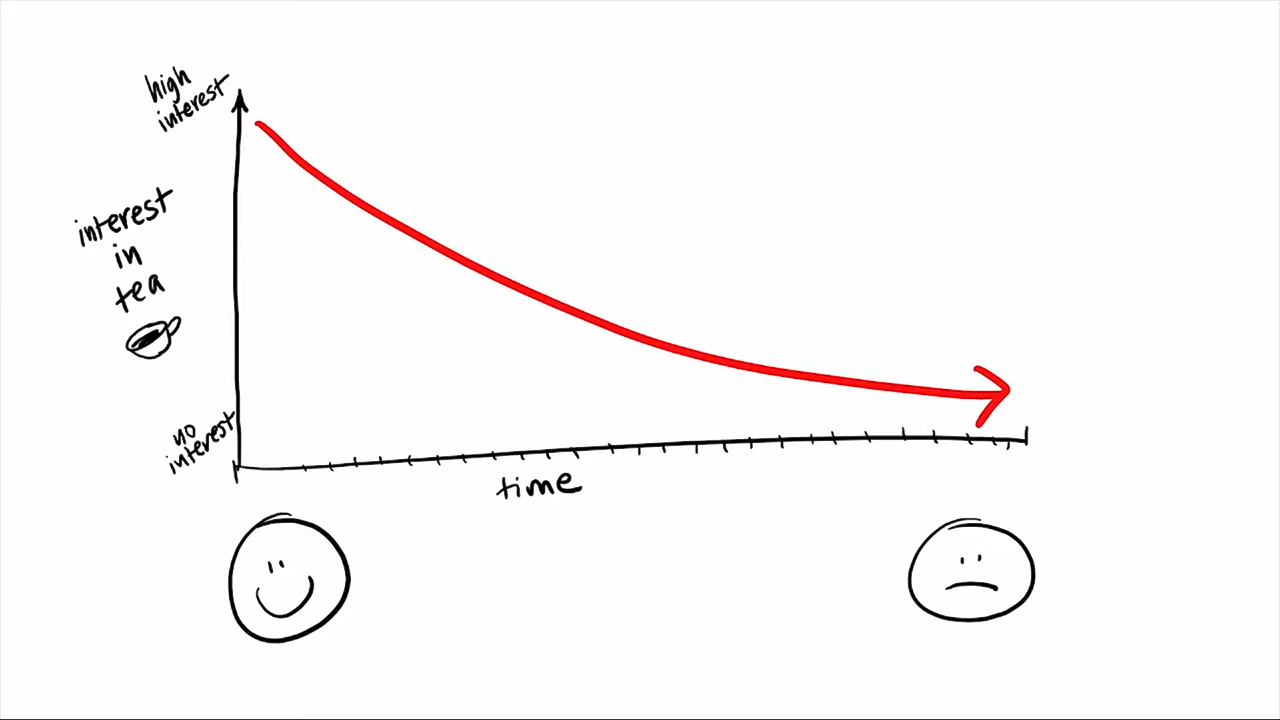 high
interest
interest
in
tea
no
interest
time